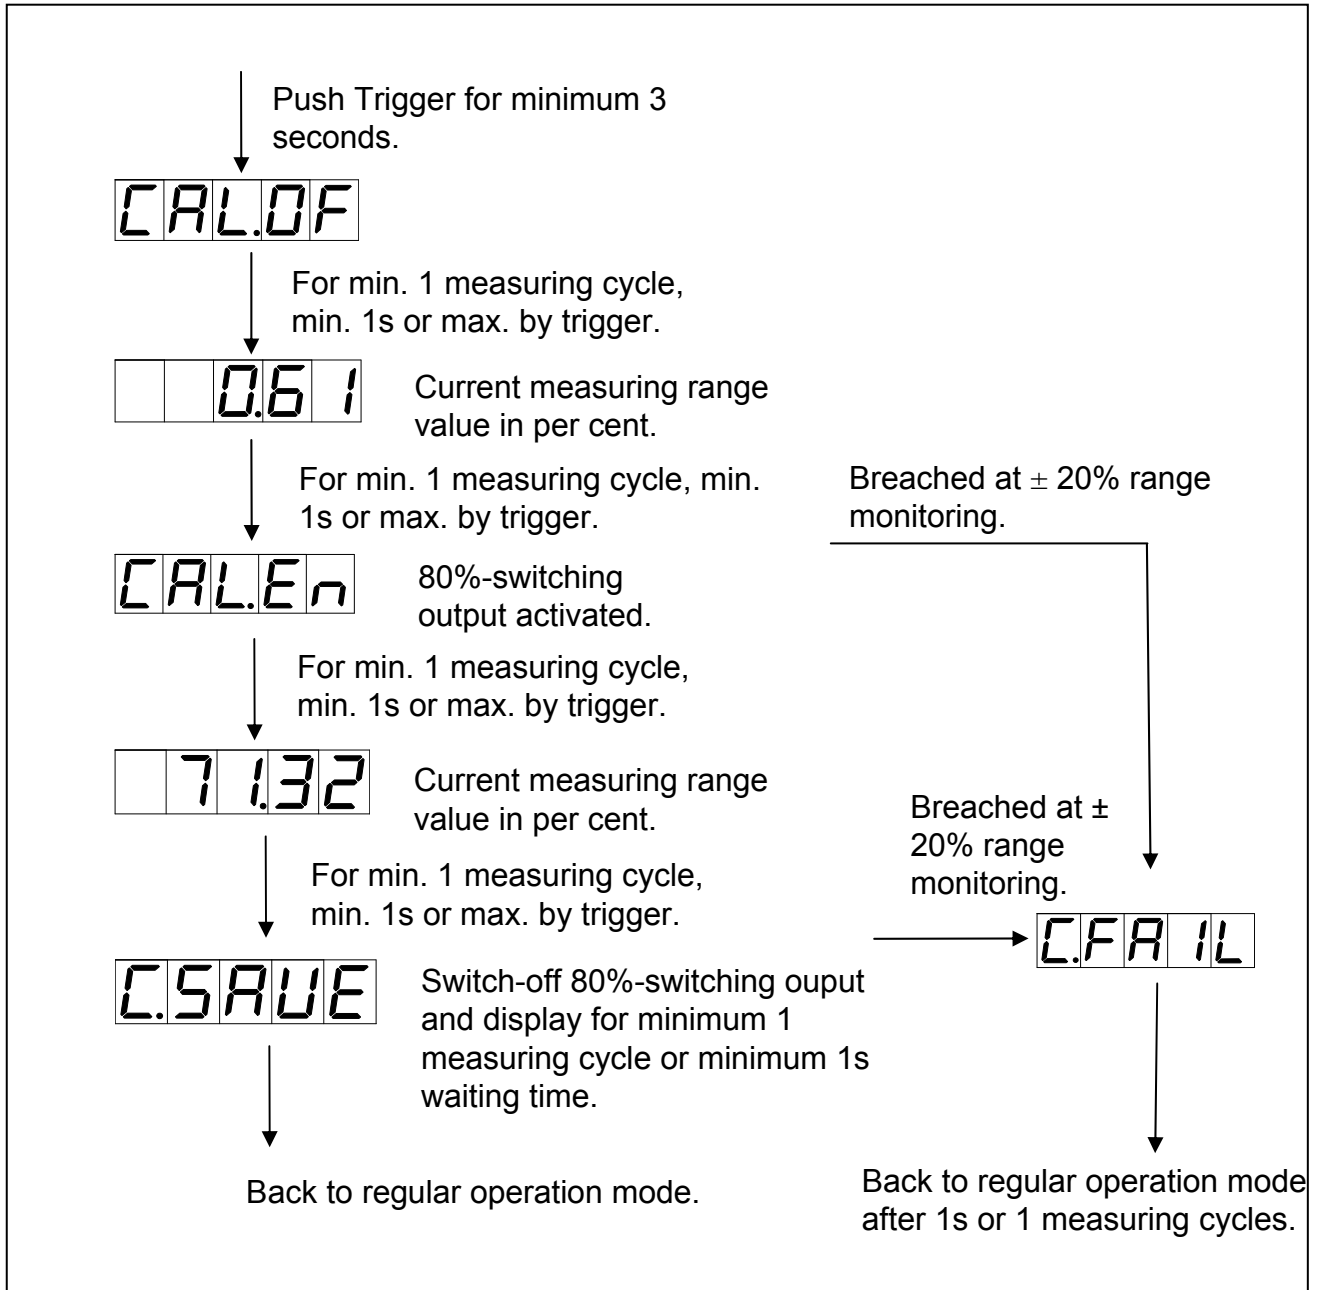 Push Trigger for minimum 3
seconds.
CAL.OF
For min. 1 measuring cycle,
min. 1s or max. by trigger.
0.61
Current measuring range
value in per cent.
For min. 1 measuring cycle, min.
1s or max. by trigger.
Breached at ± 20% range
monitoring.
CAL.En
80%-switching
output activated.
For min. 1 measuring cycle,
min. 1s or max. by trigger.
71.32
Current measuring range
value in per cent.
Breached at ±
20% range
monitoring.
For min. 1 measuring cycle,
min. 1s or max. by trigger.
C.FAIL
C.SAVE
Switch-off 80%-switching ouput
and display for minimum 1
measuring cycle or minimum 1s
waiting time.
Back to regular operation mode.
Back to regular operation mode
after 1s or 1 measuring cycles.